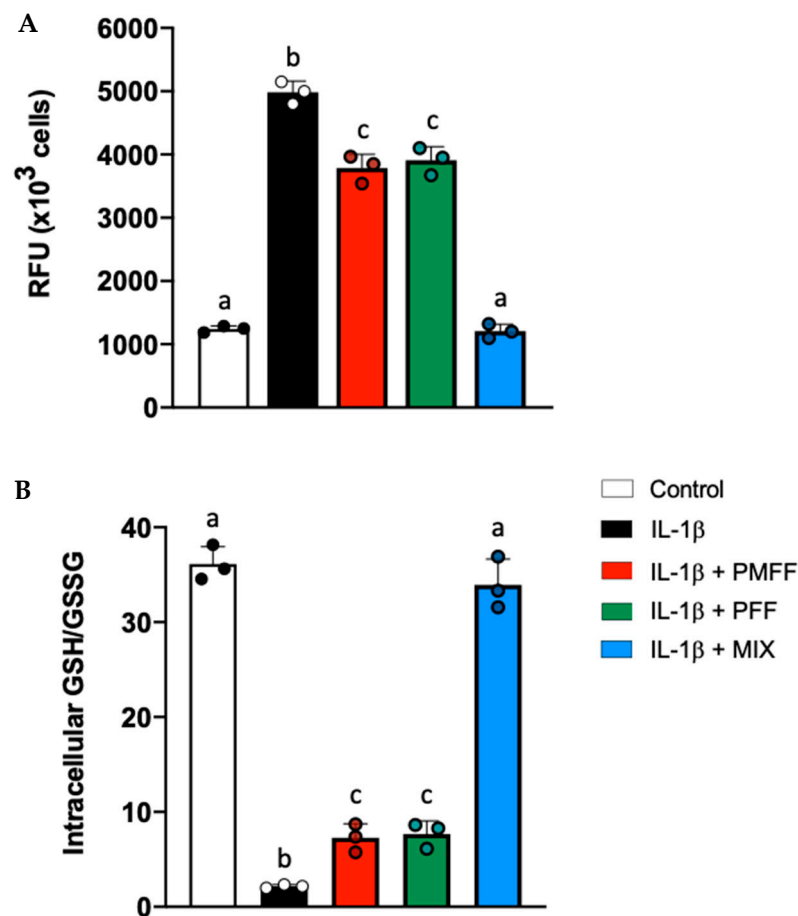 A
RFU (x10³ cells)
6000
5000
4000
3000
2000
1000
0
a
b
c
c
a
B
Intracellular GSH/GSSG
40
30
20
10
0
a
b
c
c
a
Control
IL-1β
IL-1β + PMFF
IL-1β + PFF
IL-1β + MIX